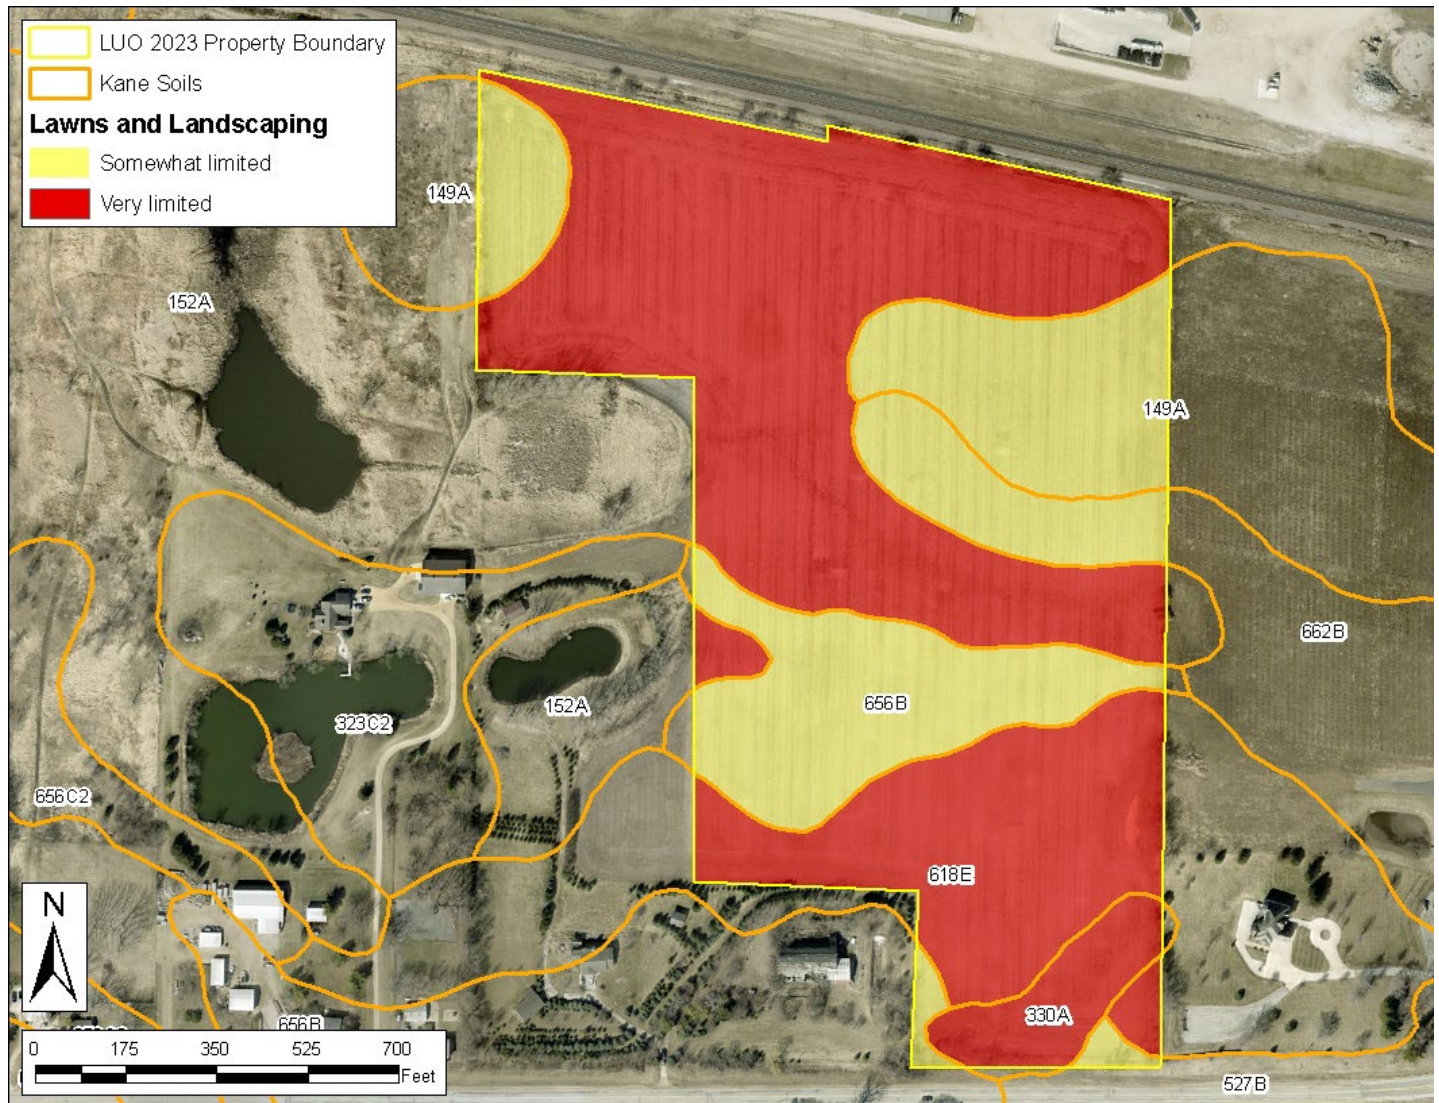 LUO 2023 Property Boundary
Kane Soils
Lawns and Landscaping
Somewhat limited
Very limited
149A
152A
149A
662B
656B
152A
323C2
656C2
618E
330A
656B
527B
N
0 175 350 525 700
Feet